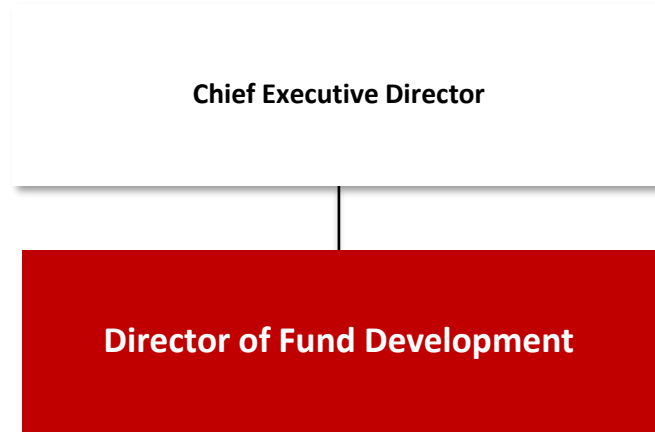 Chief Executive Director
Director of Fund Development